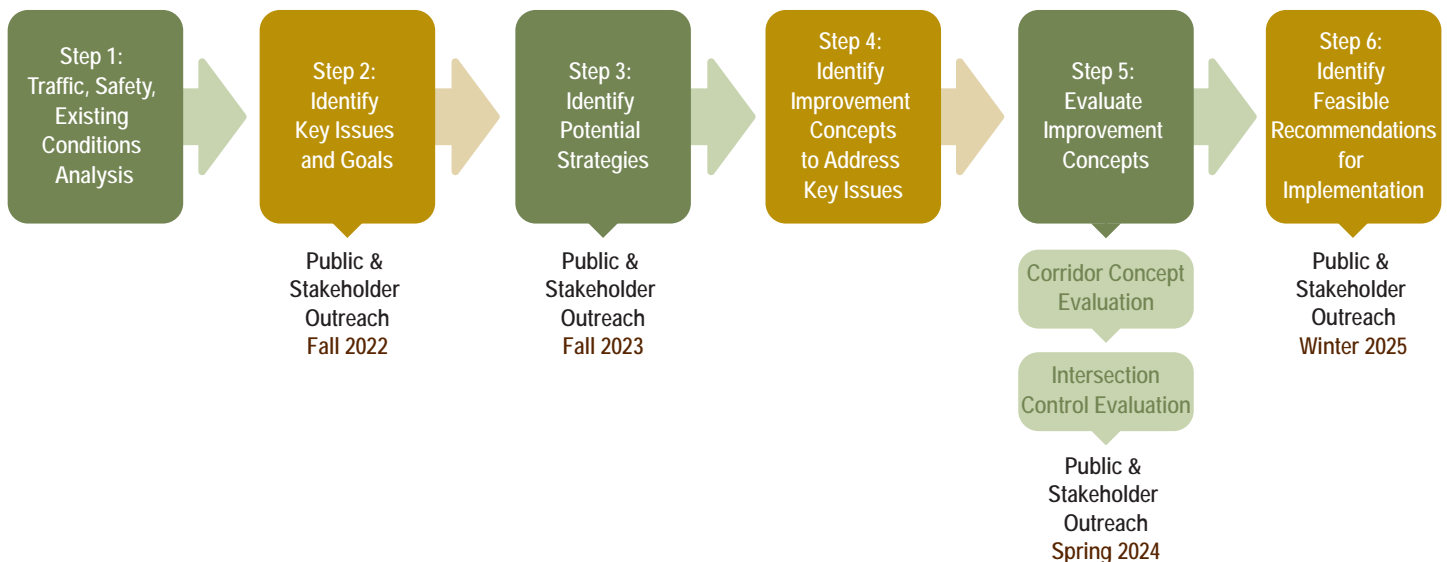 Step 1:
Traffic, Safety,
Existing
Conditions
Analysis
Step 2:
Identify
Key Issues
and Goals
Public &
Stakeholder
Outreach
Fall 2022
Step 3:
Identify
Potential
Strategies
Public &
Stakeholder
Outreach
Fall 2023
Step 4:
Identify
Improvement
Concepts
to Address
Key Issues
Step 5:
Evaluate
Improvement
Concepts
Corridor Concept
Evaluation
Intersection
Control Evaluation
Public &
Stakeholder
Outreach
Spring 2024
Step 6:
Identify
Feasible
Recommendations
for
Implementation
Public &
Stakeholder
Outreach
Winter 2025